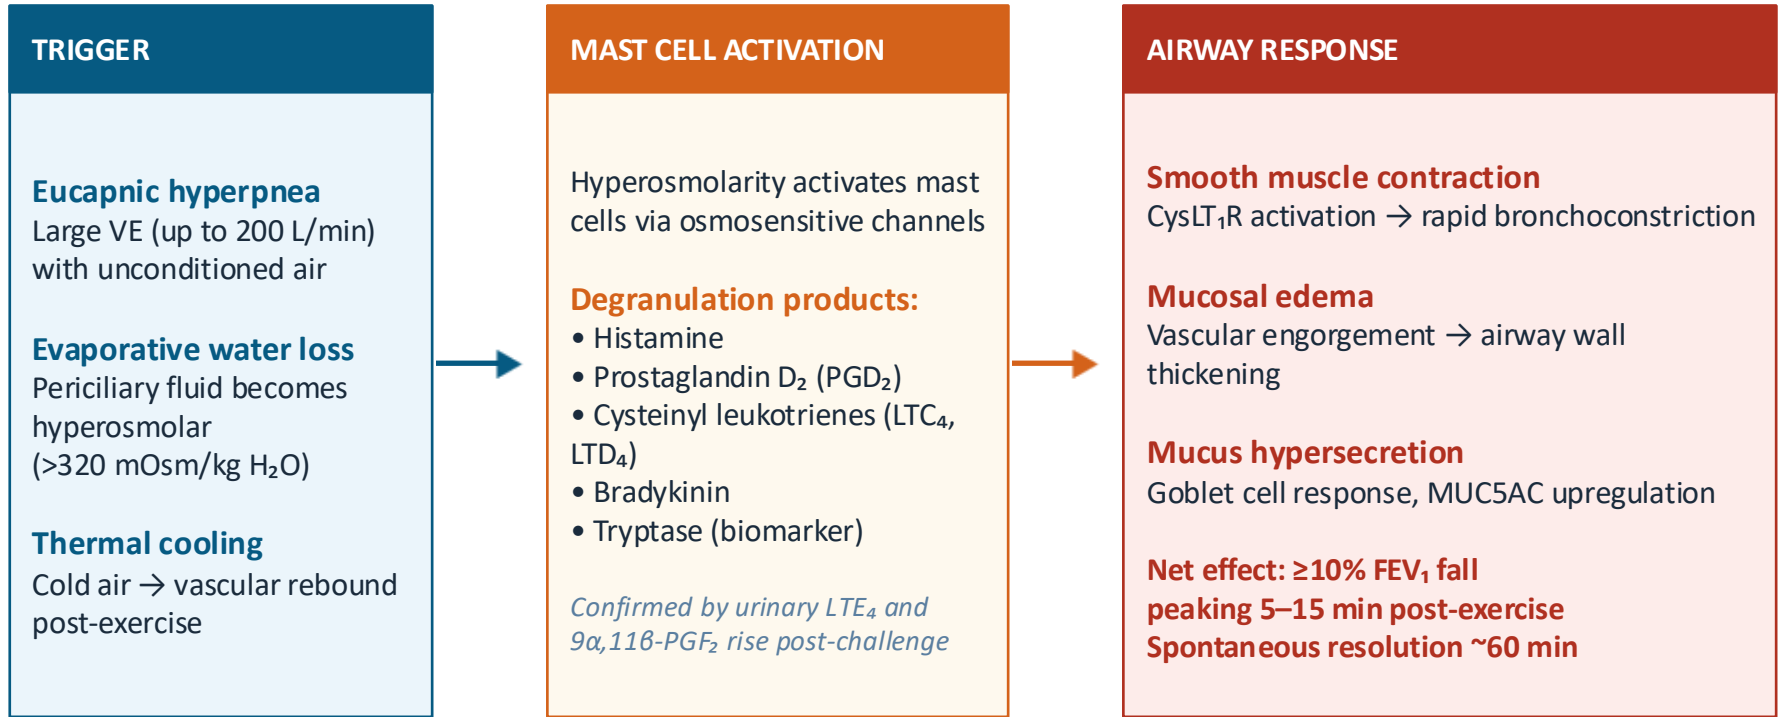 TRIGGER
Eucapnic hyperpnea
Large VE (up to 200 L/min)
with unconditioned air
Evaporative water loss
Periciliary fluid becomes
hyperosmolar
(>320 mOsm/kg H₂O)
Thermal cooling
Cold air → vascular rebound
post-exercise
MAST CELL ACTIVATION
Hyperosmolarity activates mast
cells via osmosensitive channels
Degranulation products:
• Histamine
• Prostaglandin D₂ (PGD₂)
• Cysteinyl leukotrienes (LTC₄,
LTD₄)
• Bradykinin
• Tryptase (biomarker)
Confirmed by urinary LTE₄ and
9α,11β-PGF₂ rise post-challenge
AIRWAY RESPONSE
Smooth muscle contraction
CysLT₁R activation → rapid bronchoconstriction
Mucosal edema
Vascular engorgement → airway wall
thickening
Mucus hypersecretion
Goblet cell response, MUC5AC upregulation
Net effect: ≥10% FEV₁ fall
peaking 5–15 min post-exercise
Spontaneous resolution ~60 min